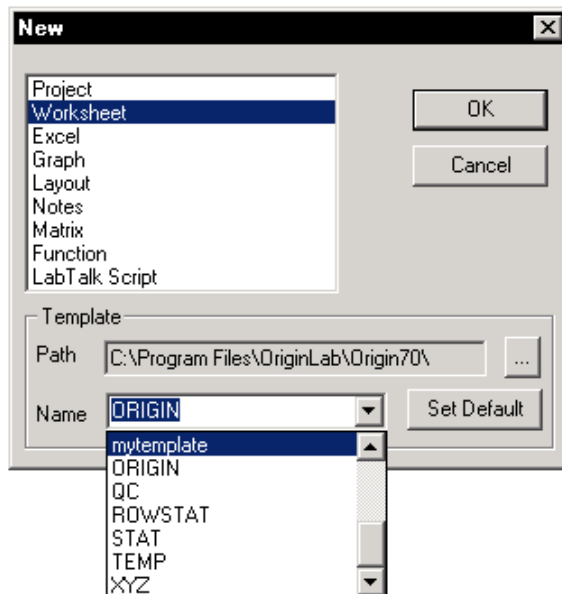 New
Project
Worksheet
Excel
Graph
Layout
Notes
Matrix
Function
LabTalk Script
OK
Cancel
Template
Path C:\Program Files\OriginLab\Origin70\ ...
Name ORIGIN Set Default
mytemplate
ORIGIN
QC
ROWSTAT
STAT
TEMP
XYZ